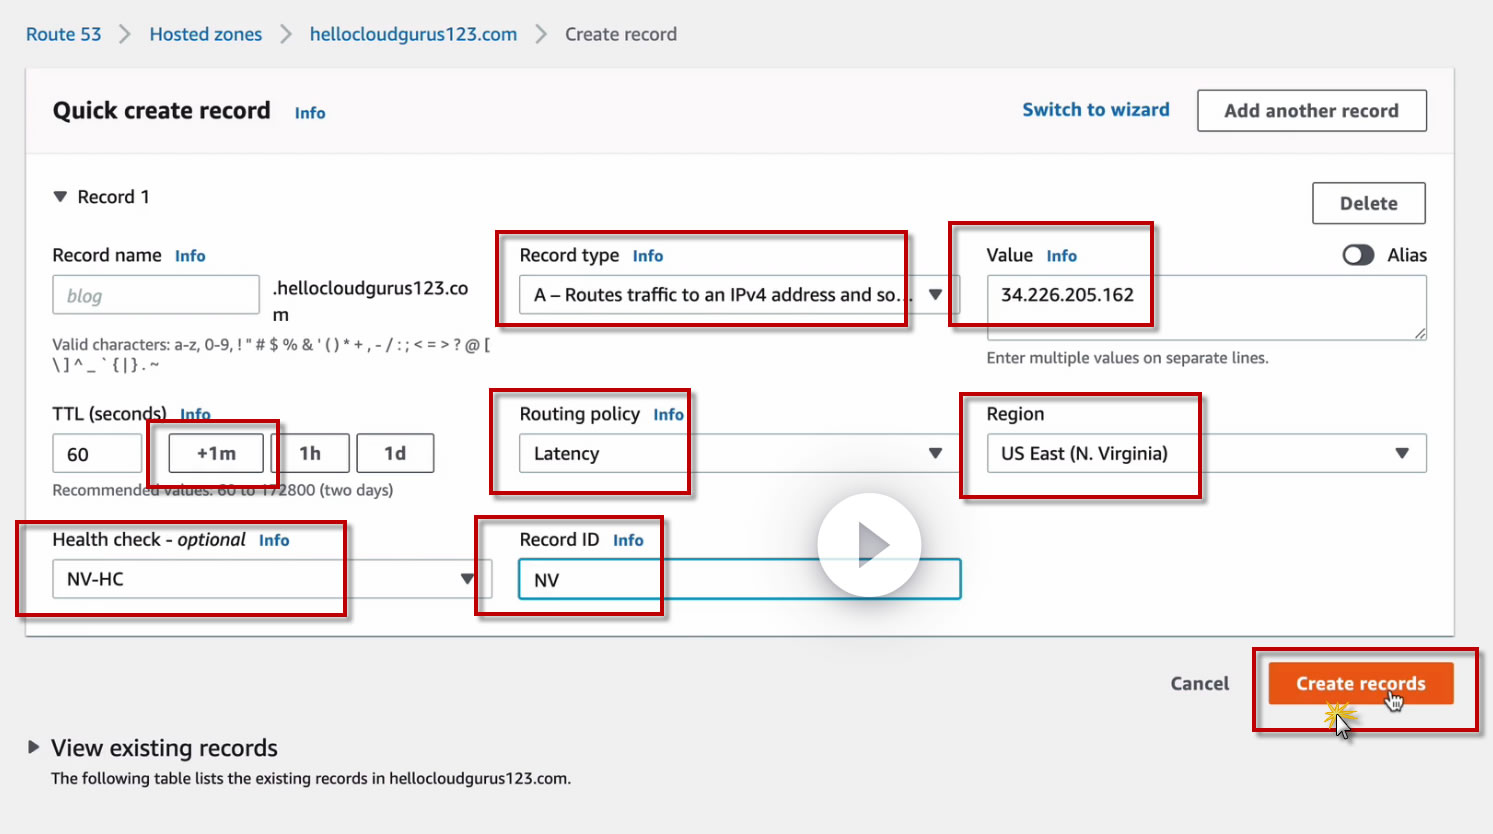 Route 53 > Hosted zones > hellocloudgurus123.com > Create record
Quick create record Info
Switch to wizard
Add another record
Record 1
Delete
Record name Info
blog
.hellocloudgurus123.co
m
Valid characters: a-z, 0-9, ! " # $ % & ' ( ) * + , - / : ; < = > ? @ [
\ ] ^ _ ` { | } . ~
Record type Info
A – Routes traffic to an IPv4 address and so...
Value Info
Alias
34.226.205.162
Enter multiple values on separate lines.
TTL (seconds) Info
60
+1m
1h
1d
Recommended values: 60 to 172800 (two days)
Routing policy Info
Latency
Region
US East (N. Virginia)
Health check - optional Info
NV-HC
Record ID Info
NV
Cancel
Create records
View existing records
The following table lists the existing records in hellocloudgurus123.com.